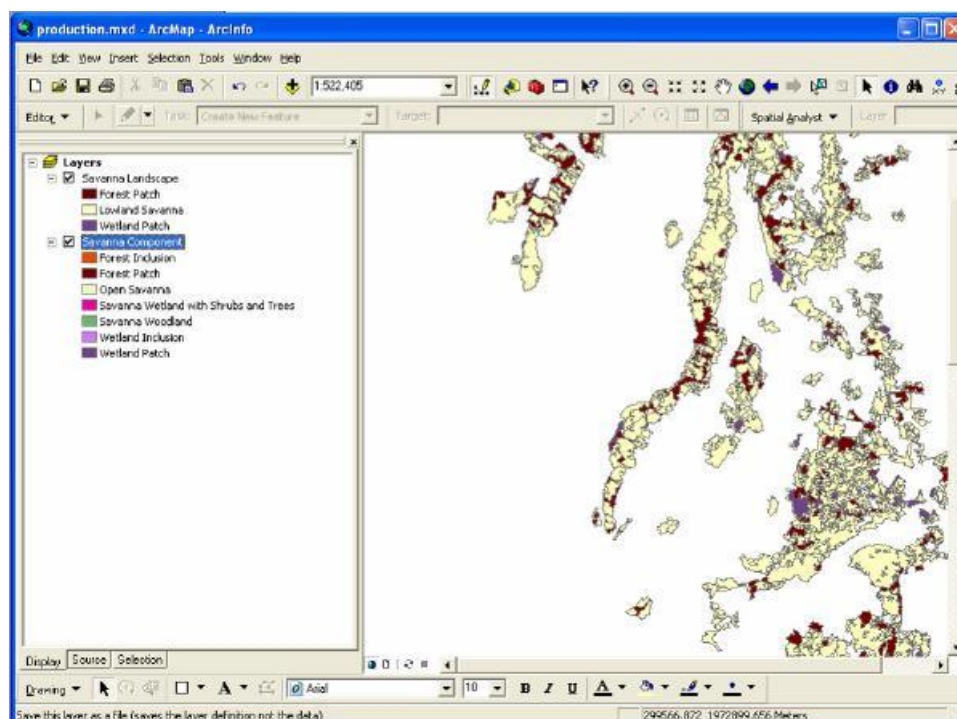 production.mxd - ArcMap - ArcInfo
File Edit View Insert Selection Tools Window Help
1:522,405
Editor Task: Create New Feature Target: Spatial Analyst Layer
Layers
Savanna Landscape
Forest Patch
Lowland Savanna
Wetland Patch
Savanna Component
Forest Inclusion
Forest Patch
Open Savanna
Savanna Wetland with Shrubs and Trees
Savanna Woodland
Wetland Inclusion
Wetland Patch
Display Source Selection
Drawing A Arial 10 B I U A
Save this layer as a file (saves the layer definition not the data) 299566.872 1972899.656 Meters